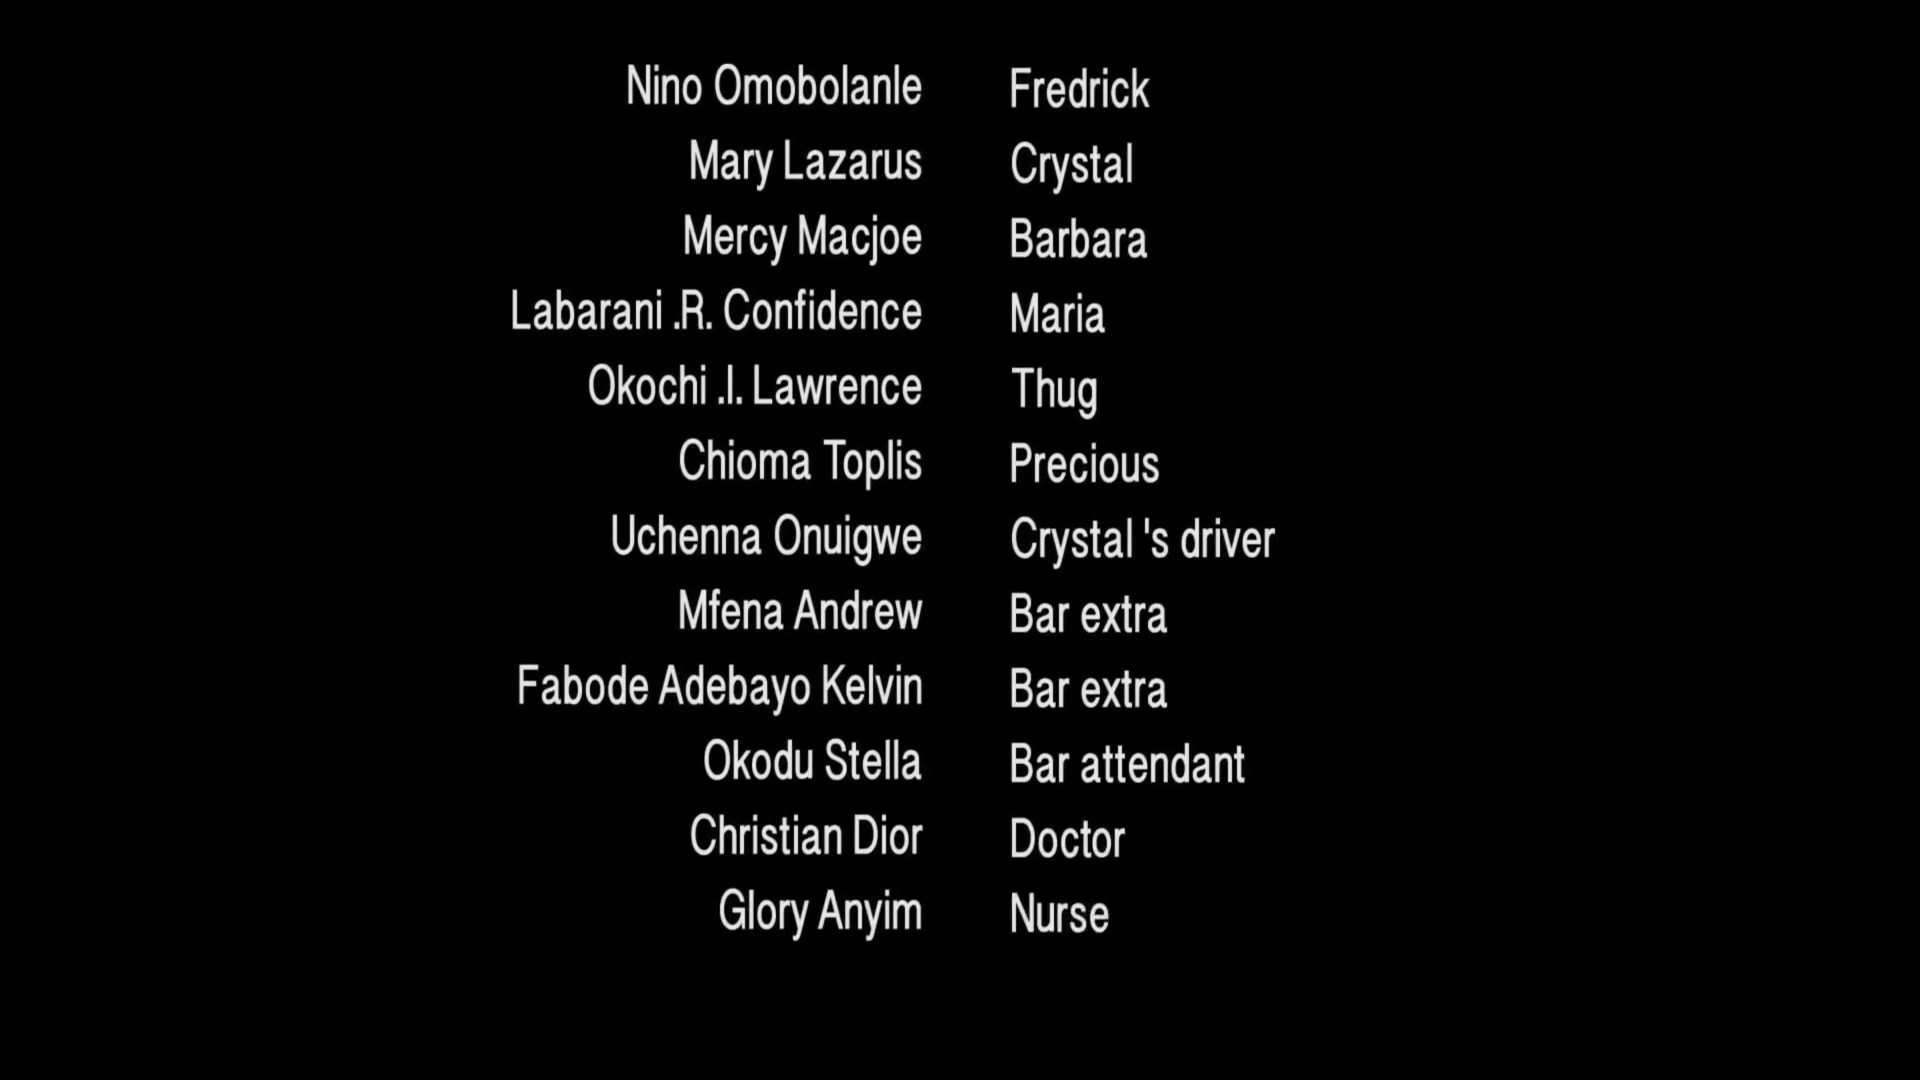 Nino Omobolanle Fredrick
Mary Lazarus Crystal
Mercy Macjoe Barbara
Labarani .R. Confidence Maria
Okochi .I. Lawrence Thug
Chioma Toplis Precious
Uchenna Onuigwe Crystal 's driver
Mfena Andrew Bar extra
Fabode Adebayo Kelvin Bar extra
Okodu Stella Bar attendant
Christian Dior Doctor
Glory Anyim Nurse